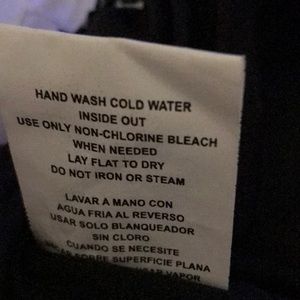 HAND WASH COLD WATER
INSIDE OUT
USE ONLY NON-CHLORINE BLEACH
WHEN NEEDED
LAY FLAT TO DRY
DO NOT IRON OR STEAM
LAVAR A MANO CON
AGUA FRIA AL REVERSO
USAR SOLO BLANQUEADOR
SIN CLORO
CUANDO SE NECESITE
SOBRE SUPERFICIE PLANA
VAPOR